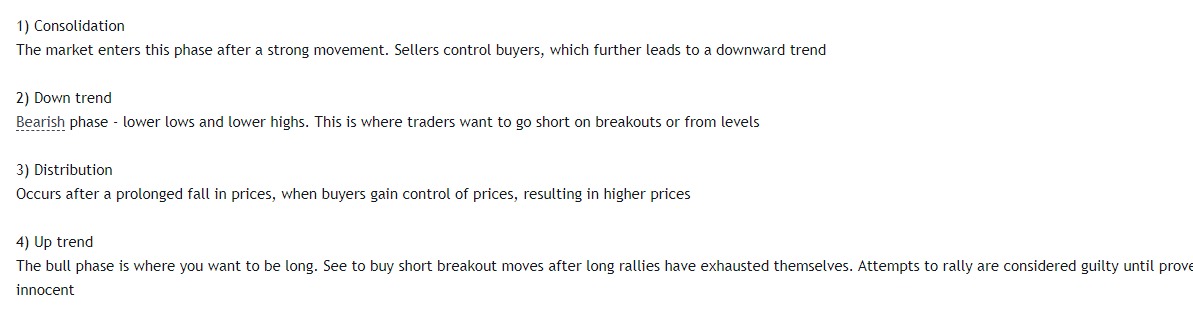 1) Consolidation
The market enters this phase after a strong movement. Sellers control buyers, which further leads to a downward trend
2) Down trend
Bearish phase - lower lows and lower highs. This is where traders want to go short on breakouts or from levels
3) Distribution
Occurs after a prolonged fall in prices, when buyers gain control of prices, resulting in higher prices
4) Up trend
The bull phase is where you want to be long. See to buy short breakout moves after long rallies have exhausted themselves. Attempts to rally are considered guilty until prove
innocent